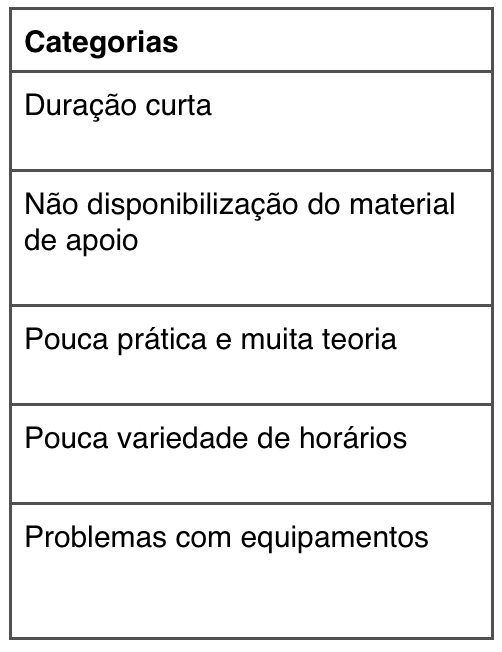 Categorias
Duração curta
Não disponibilização do material
de apoio
Pouca prática e muita teoria
Pouca variedade de horários
Problemas com equipamentos